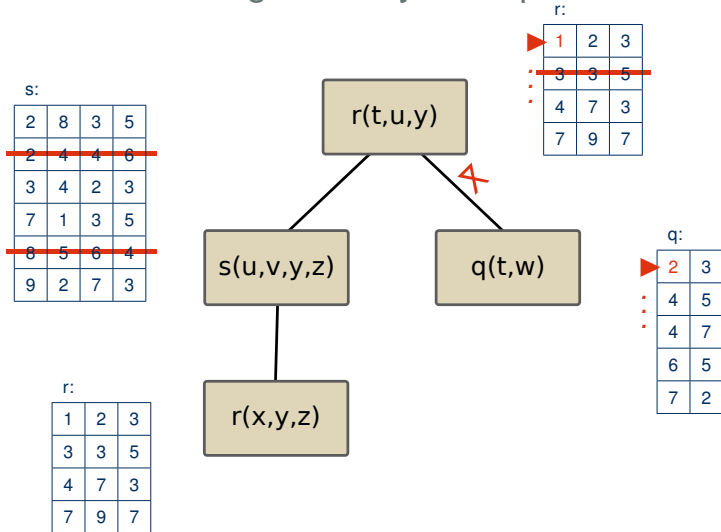 r:
1 2 3
3 3 5
4 7 3
7 9 7
s:
2 8 3 5
2 4 4 6
3 4 2 3
7 1 3 5
8 5 6 4
9 2 7 3
r(t,u,y)
⋉
s(u,v,y,z)
q(t,w)
q:
2 3
4 5
4 7
6 5
7 2
r(x,y,z)
r:
1 2 3
3 3 5
4 7 3
7 9 7